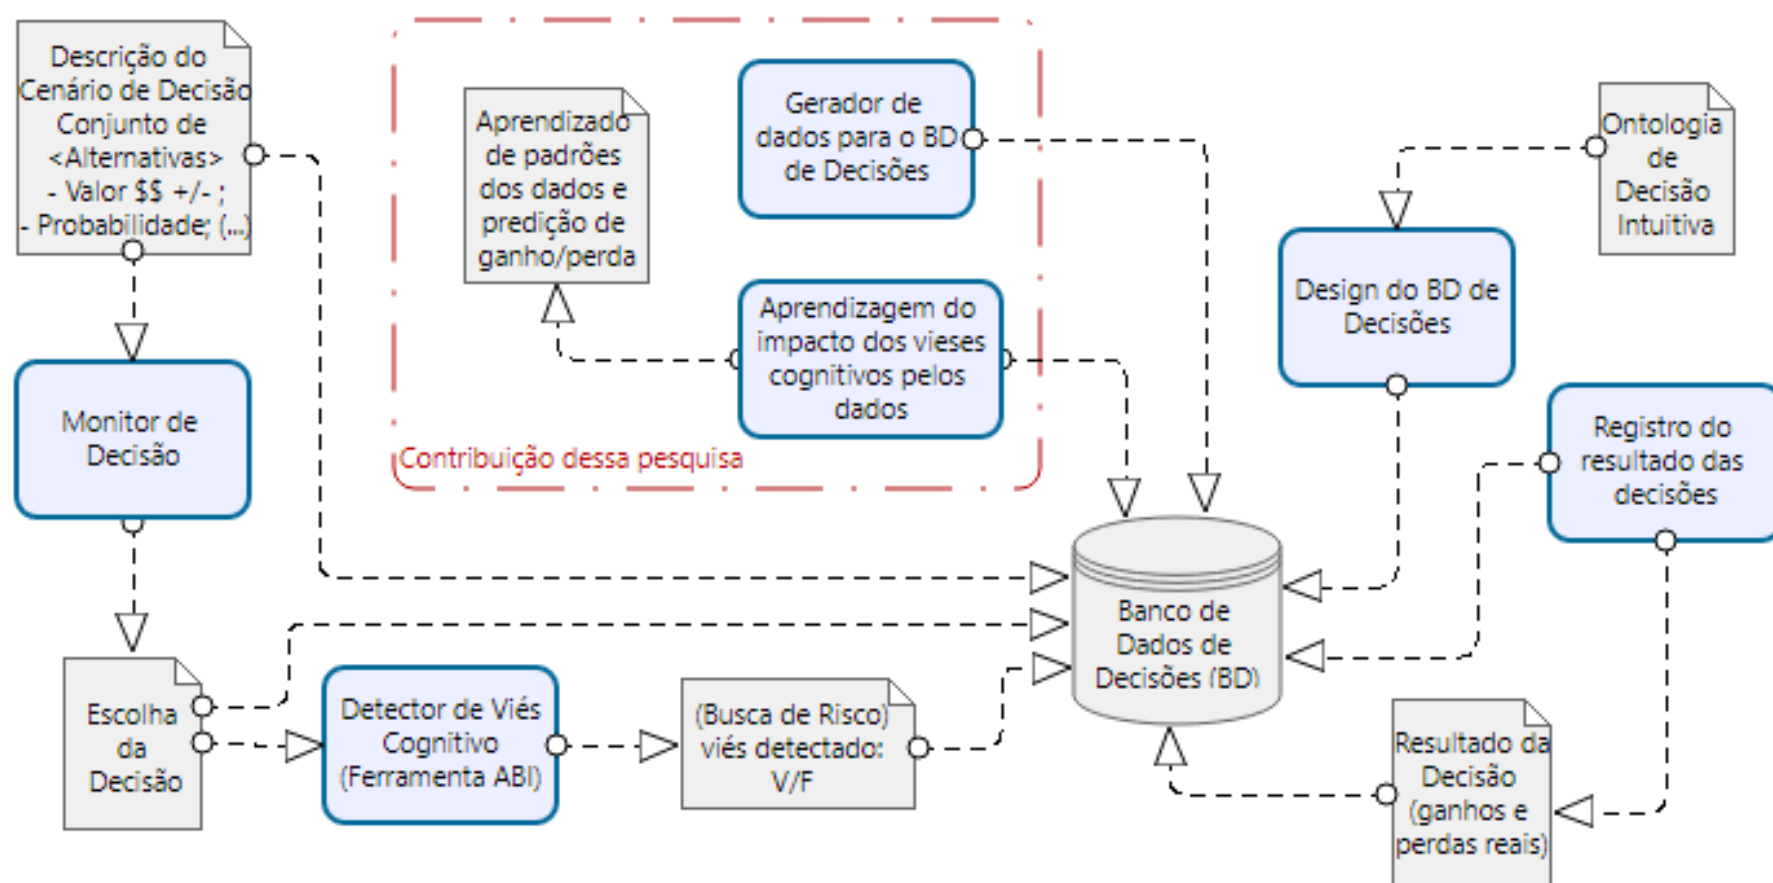 Descrição do
Cenário de Decisão
Conjunto de
<Alternativas>
- Valor $$ +/- ;
- Probabilidade; (...)
Aprendizado
de padrões
dos dados e
predição de
ganho/perda
Gerador de
dados para o BD
de Decisões
Ontologia
de
Decisão
Intuitiva
Aprendizagem do
impacto dos vieses
cognitivos pelos
dados
Design do BD de
Decisões
Monitor de
Decisão
Contribuição dessa pesquisa
Registro do
resultado das
decisões
Banco de
Dados de
Decisões (BD)
Escolha
da
Decisão
Detector de Viés
Cognitivo
(Ferramenta ABI)
(Busca de Risco)
viés detectado:
V/F
Resultado da
Decisão
(ganhos e
perdas reais)